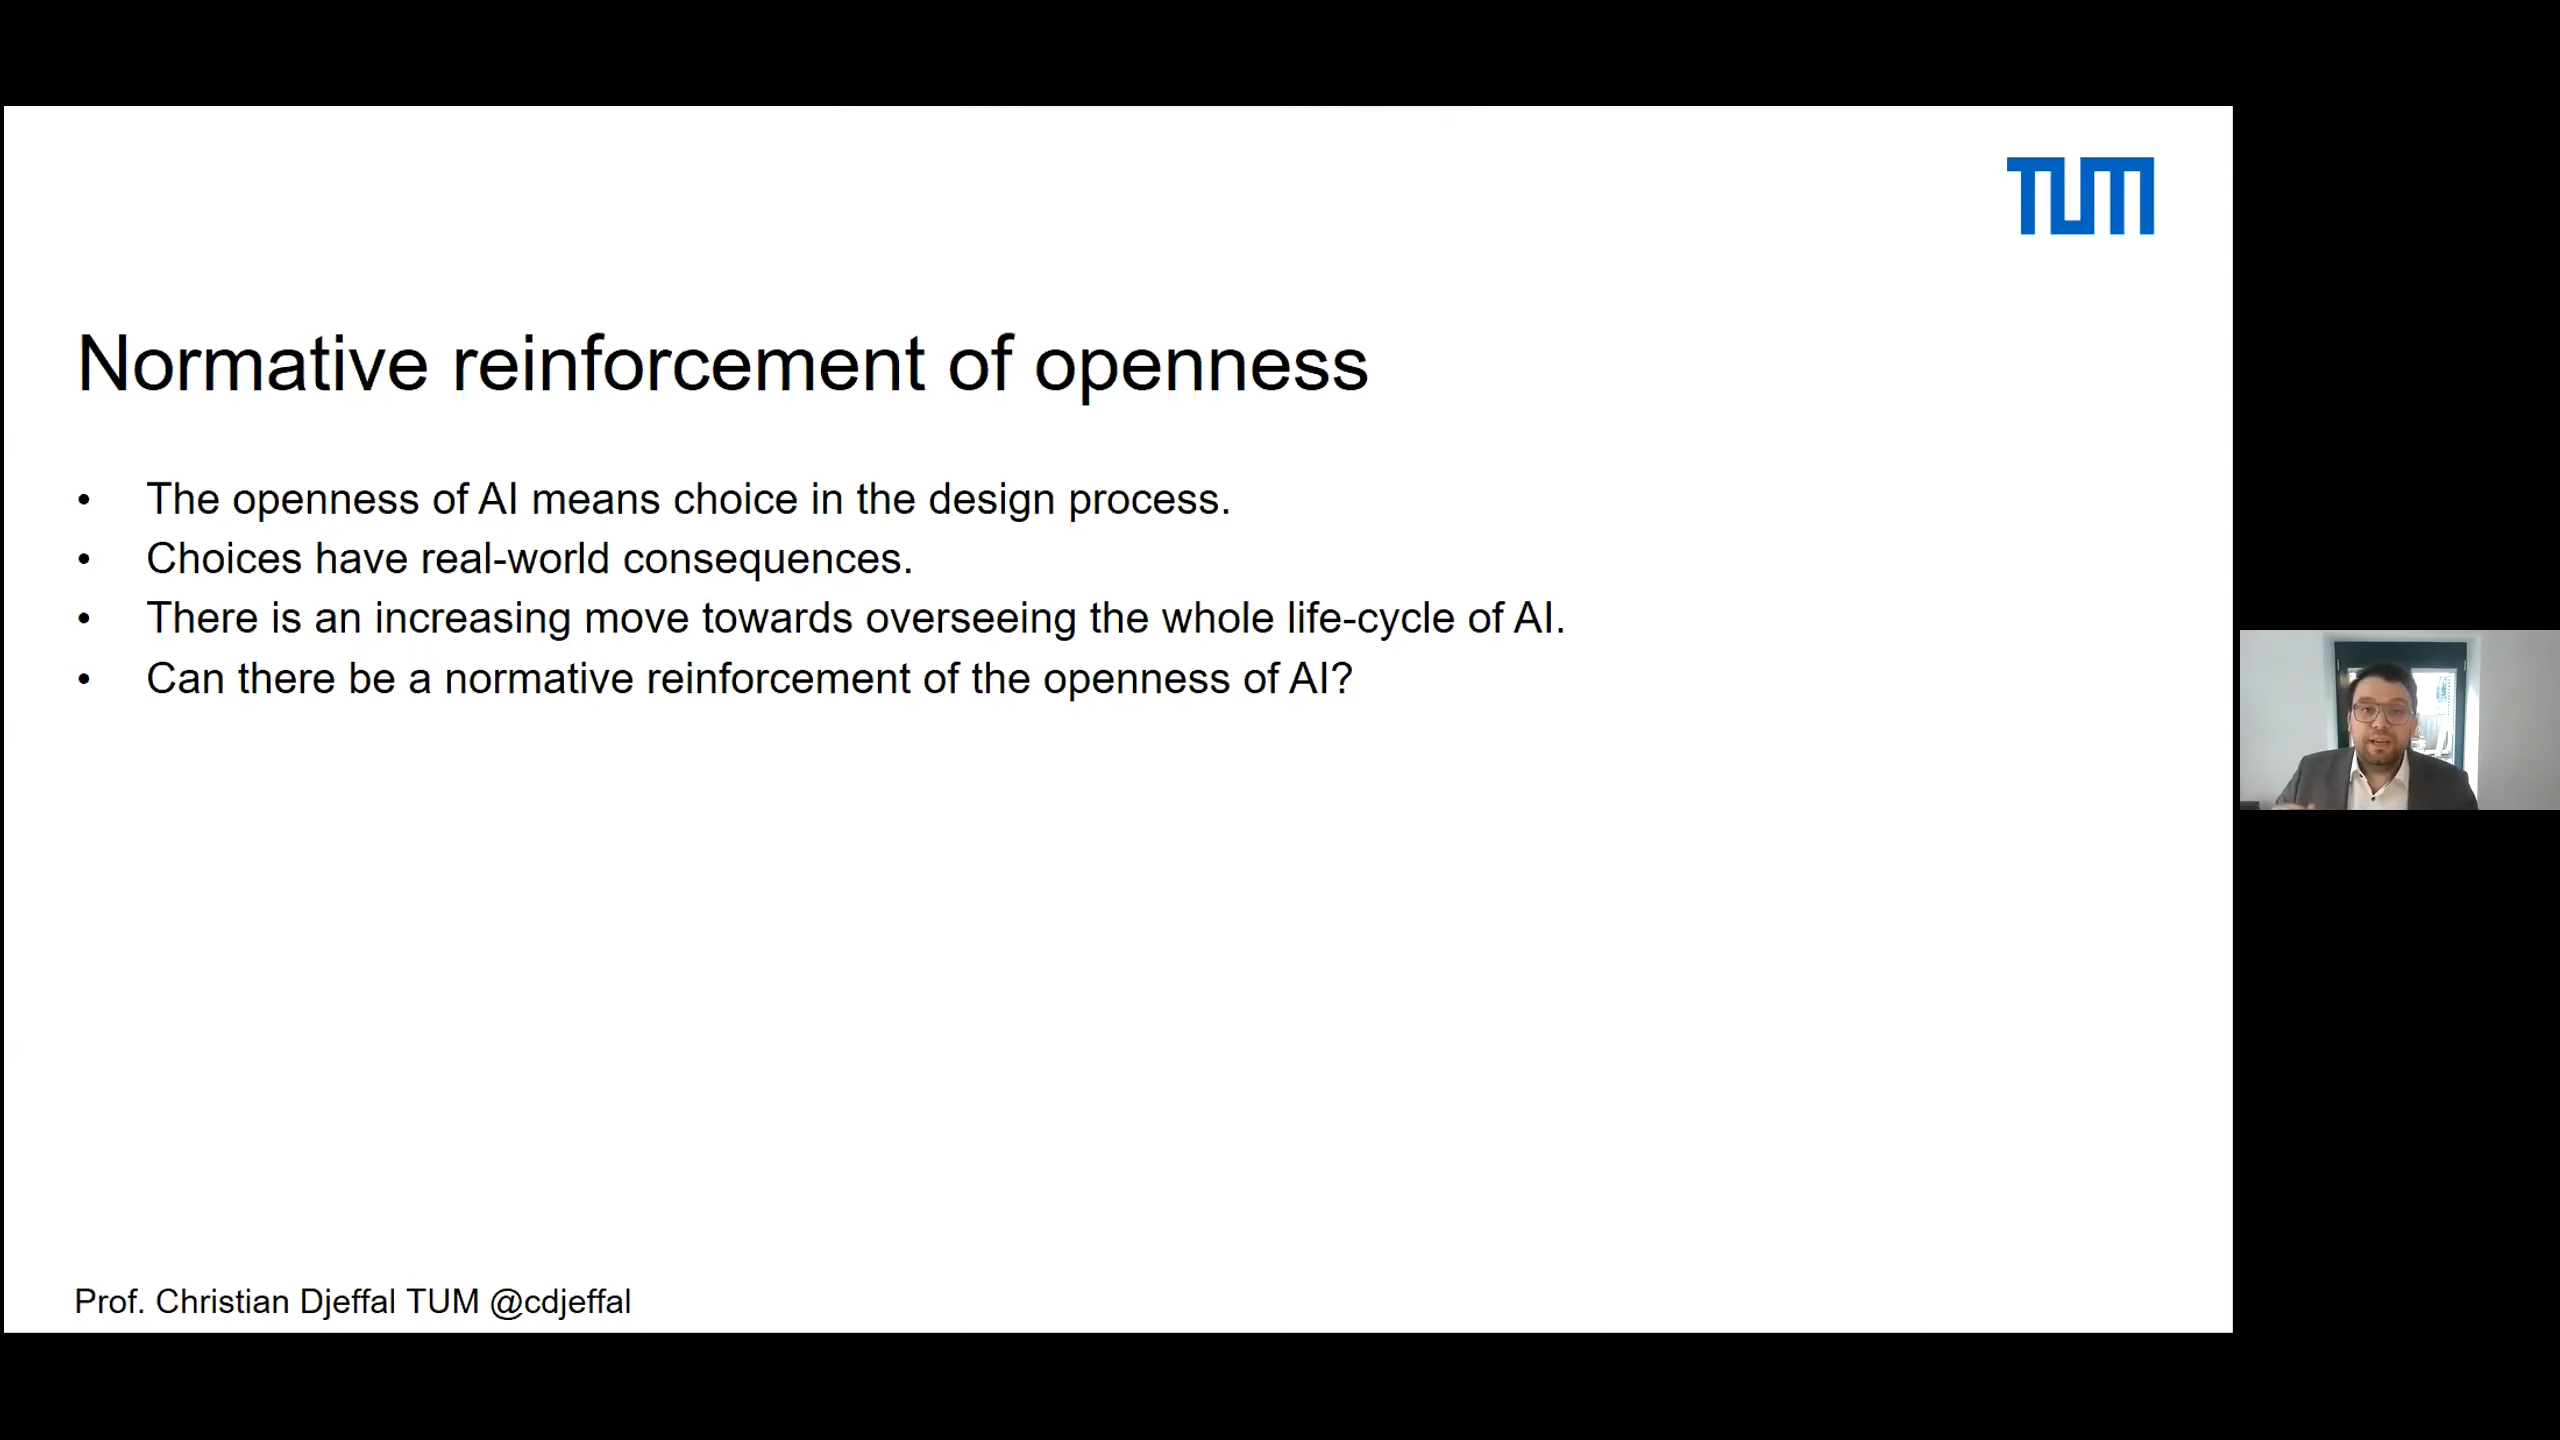 TUM
Normative reinforcement of openness
• The openness of AI means choice in the design process.
• Choices have real-world consequences.
• There is an increasing move towards overseeing the whole life-cycle of AI.
• Can there be a normative reinforcement of the openness of AI?
Prof. Christian Djeffal TUM @cdjeffal